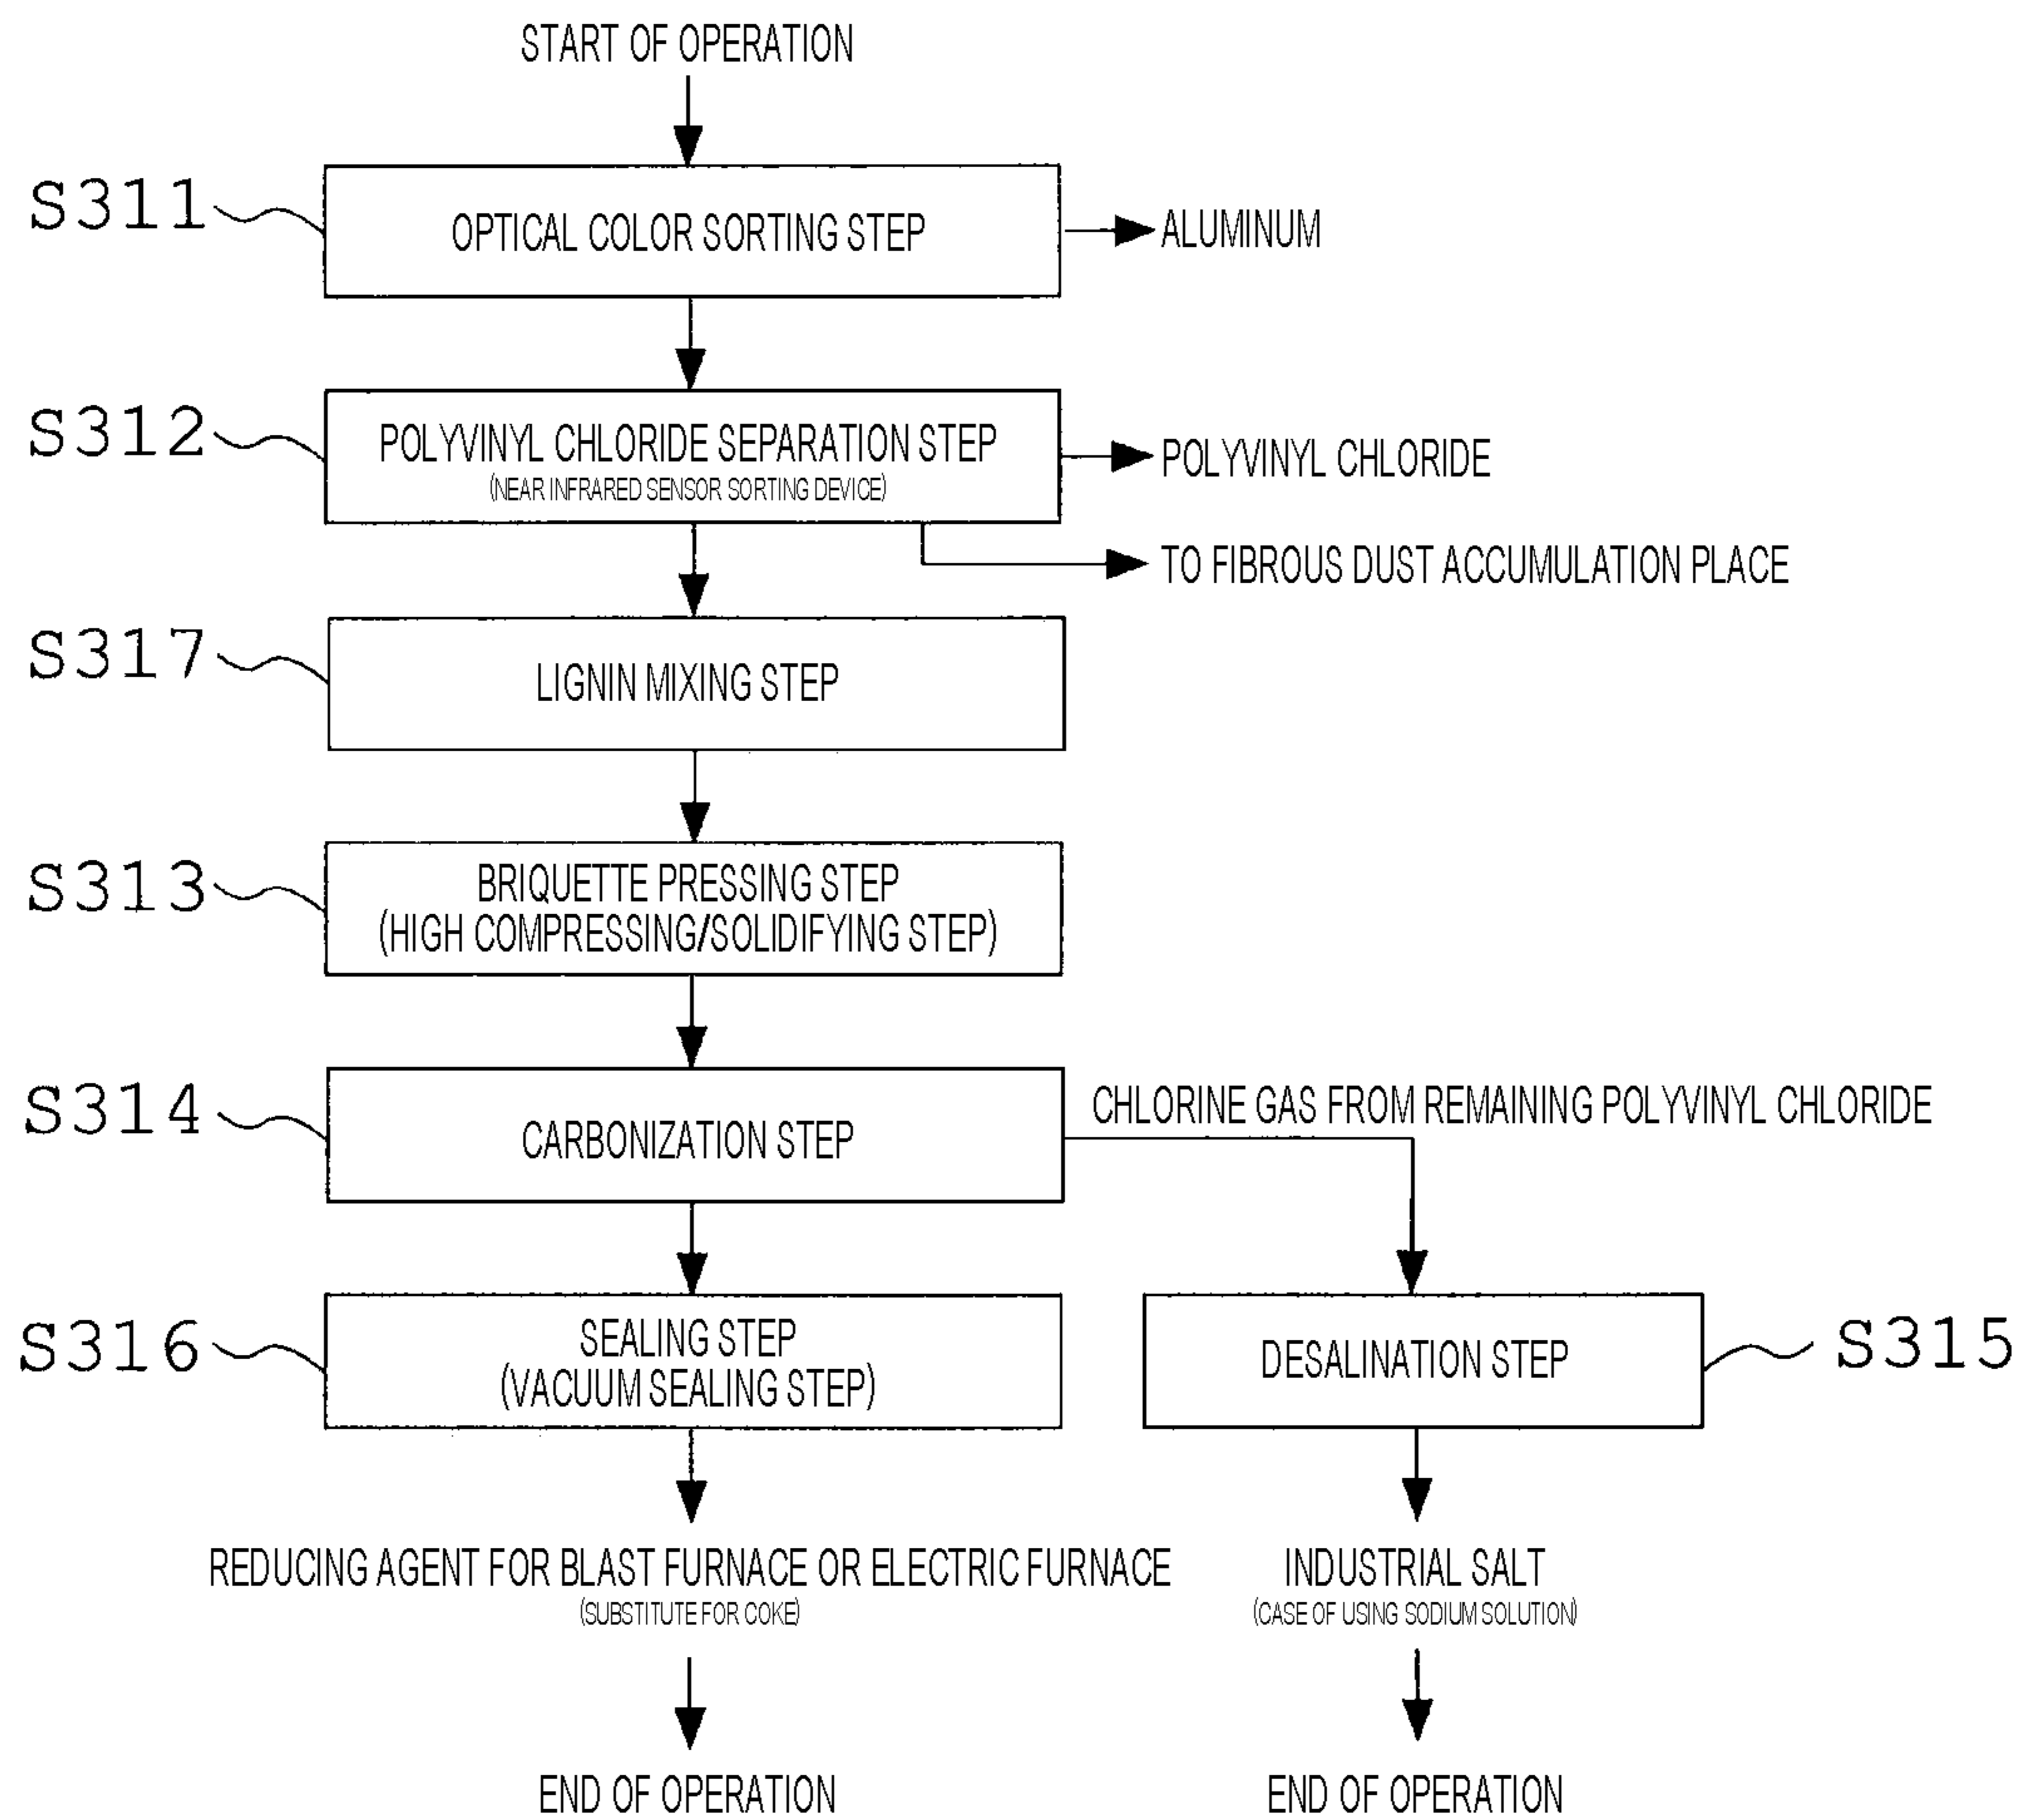 START OF OPERATION
S311
OPTICAL COLOR SORTING STEP
ALUMINUM
S312
POLYVINYL CHLORIDE SEPARATION STEP
(NEAR INFRARED SENSOR SORTING DEVICE)
POLYVINYL CHLORIDE
TO FIBROUS DUST ACCUMULATION PLACE
S317
LIGNIN MIXING STEP
S313
BRIQUETTE PRESSING STEP
(HIGH COMPRESSING/SOLIDIFYING STEP)
S314
CARBONIZATION STEP
CHLORINE GAS FROM REMAINING POLYVINYL CHLORIDE
S316
SEALING STEP
(VACUUM SEALING STEP)
DESALINATION STEP
S315
REDUCING AGENT FOR BLAST FURNACE OR ELECTRIC FURNACE
(SUBSTITUTE FOR COKE)
INDUSTRIAL SALT
(CASE OF USING SODIUM SOLUTION)
END OF OPERATION
END OF OPERATION